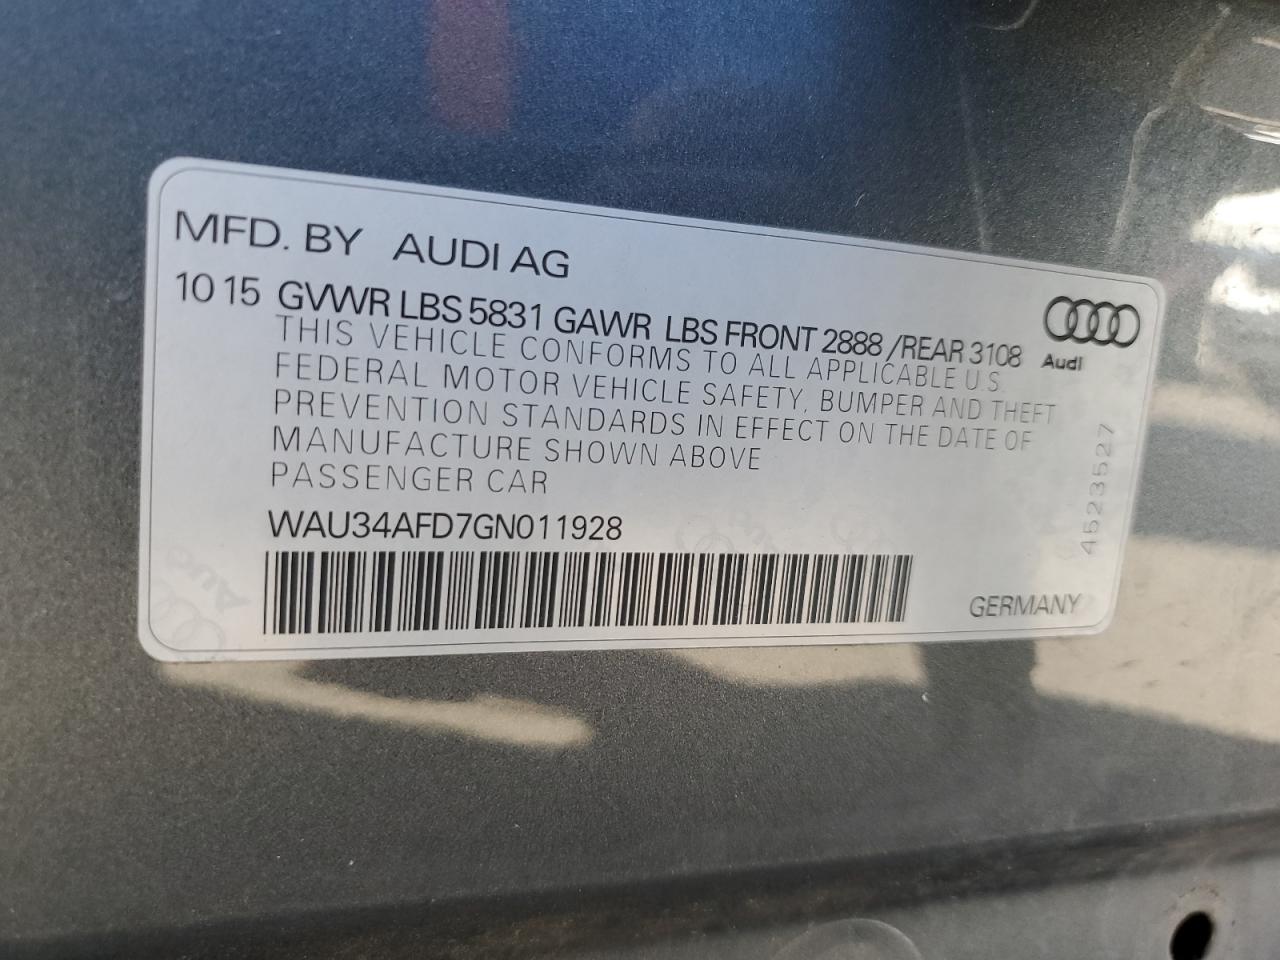 MFD. BY AUDI AG
10 15 GVWR LBS 5831 GAWR LBS FRONT 2888 /REAR 3108
Audi
THIS VEHICLE CONFORMS TO ALL APPLICABLE U.S.
FEDERAL MOTOR VEHICLE SAFETY, BUMPER AND THEFT
PREVENTION STANDARDS IN EFFECT ON THE DATE OF
MANUFACTURE SHOWN ABOVE
PASSENGER CAR
WAU34AFD7GN011928
GERMANY
4523527
Audi